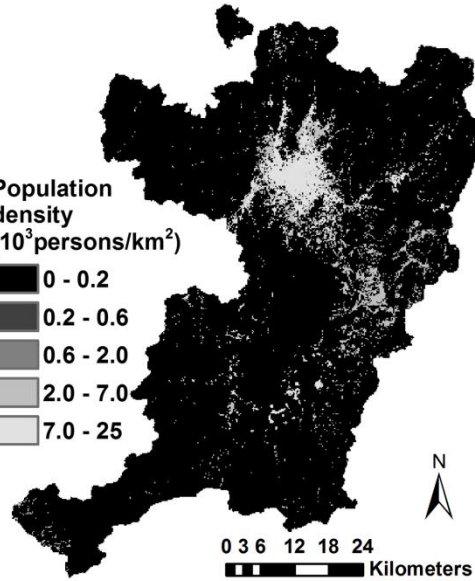 Population
density
(10³persons/km²)
0 - 0.2
0.2 - 0.6
0.6 - 2.0
2.0 - 7.0
7.0 - 25
N
0 3 6 12 18 24
Kilometers